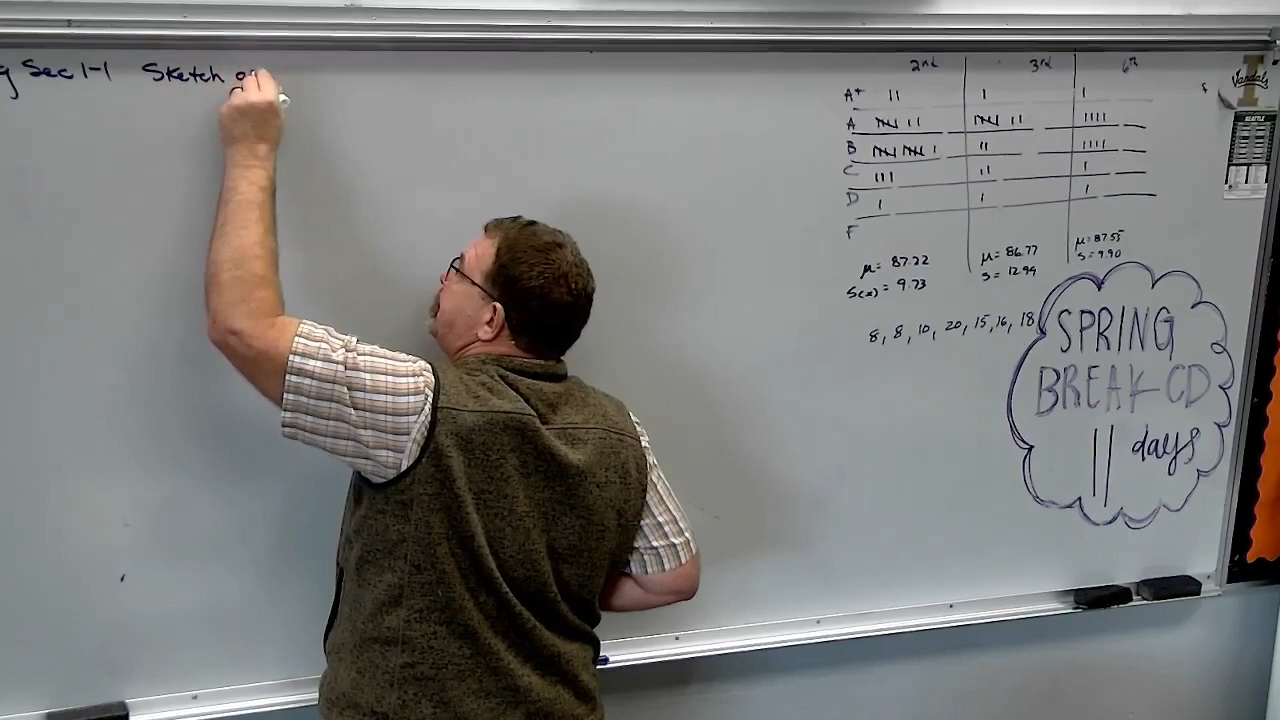 g Sec 1-1 Sketch
2nd 3rd 6th
A+ || | |
A |||| || |||| || ||||
B |||| |||| | || ||||
C ||| || |
D | | |
F
μ = 87.22 μ = 86.77 μ = 87.55
S(x) = 9.73 S = 12.99 S = 9.90
8, 8, 10, 20, 15, 16, 18
SPRING
BREAK CD
11 days
Vandals
SEATTLE